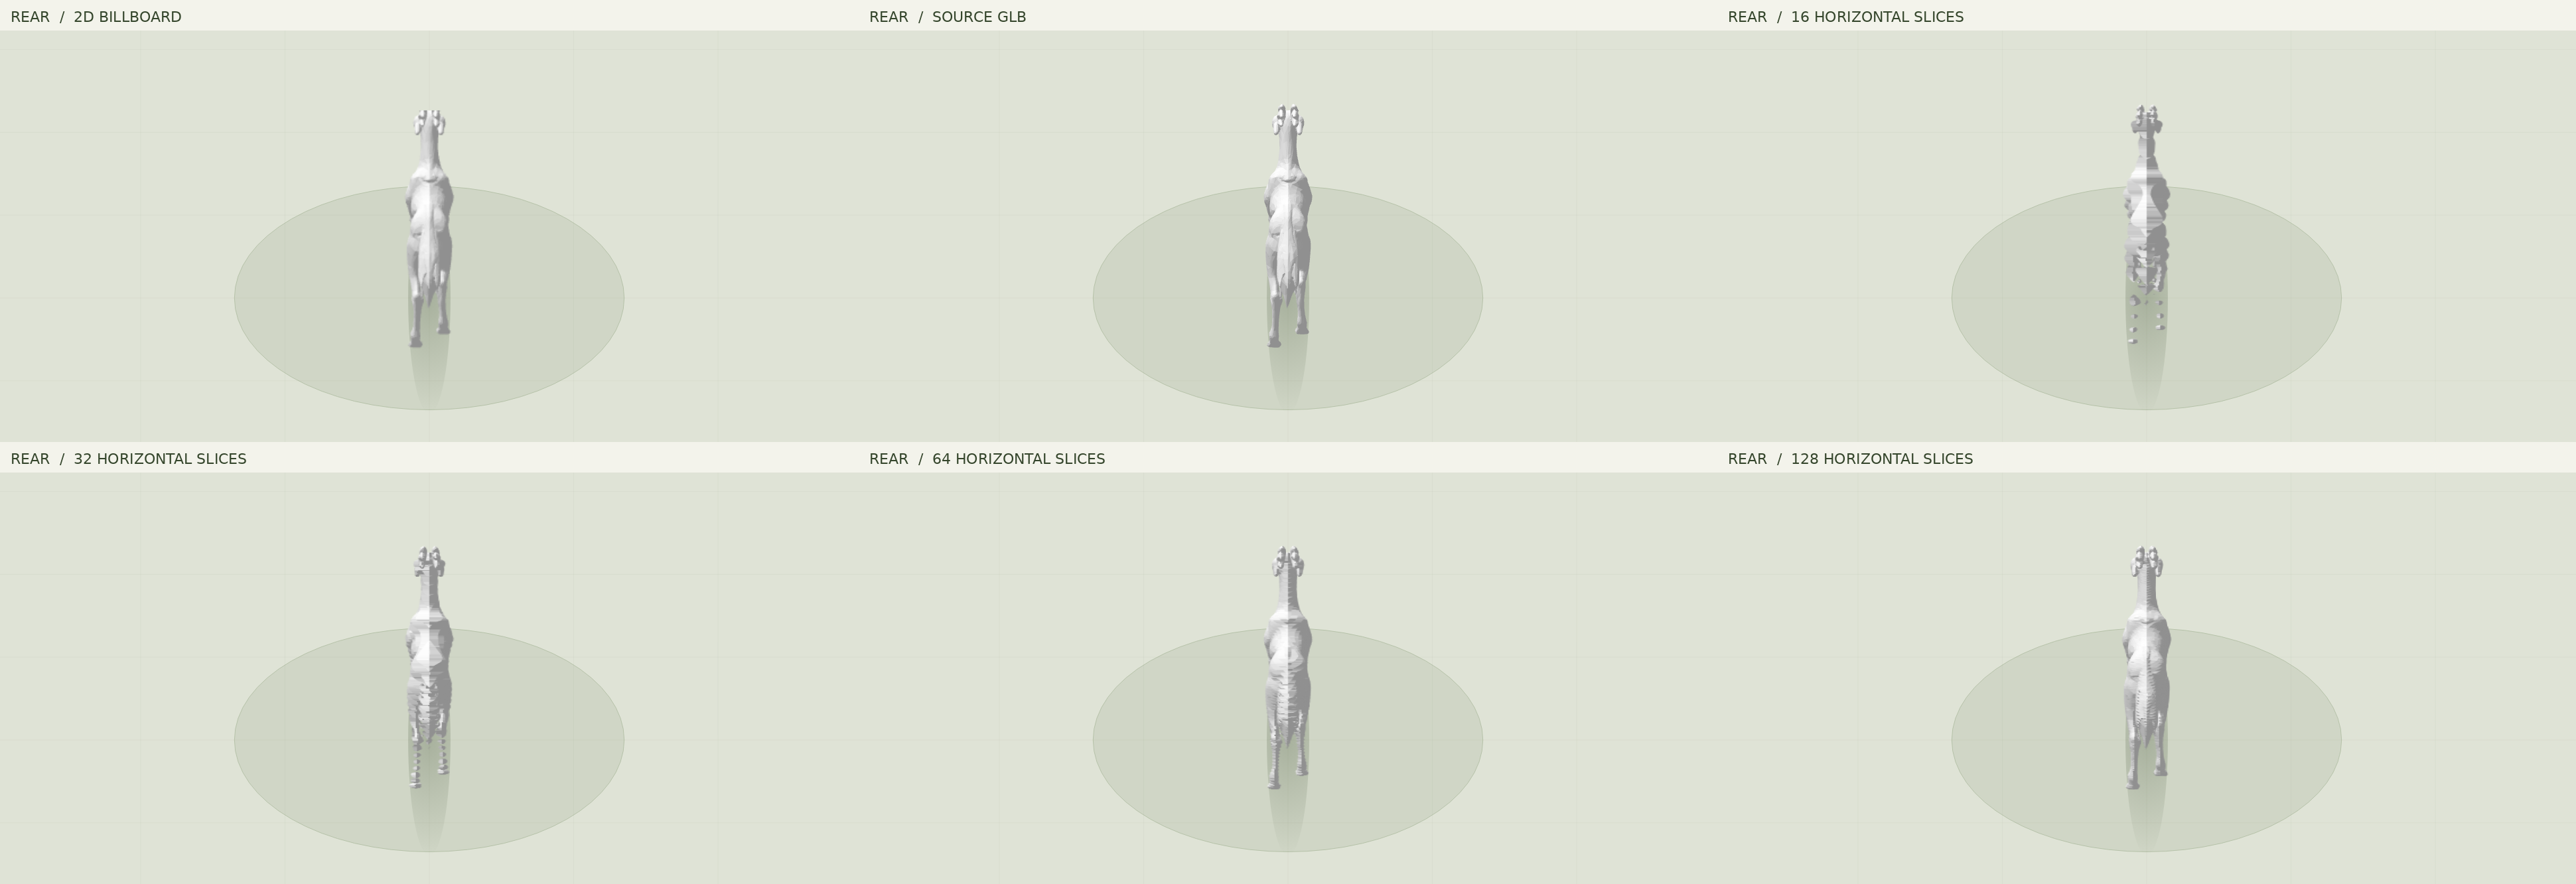 REAR / 2D BILLBOARD
REAR / SOURCE GLB
REAR / 16 HORIZONTAL SLICES
REAR / 32 HORIZONTAL SLICES
REAR / 64 HORIZONTAL SLICES
REAR / 128 HORIZONTAL SLICES